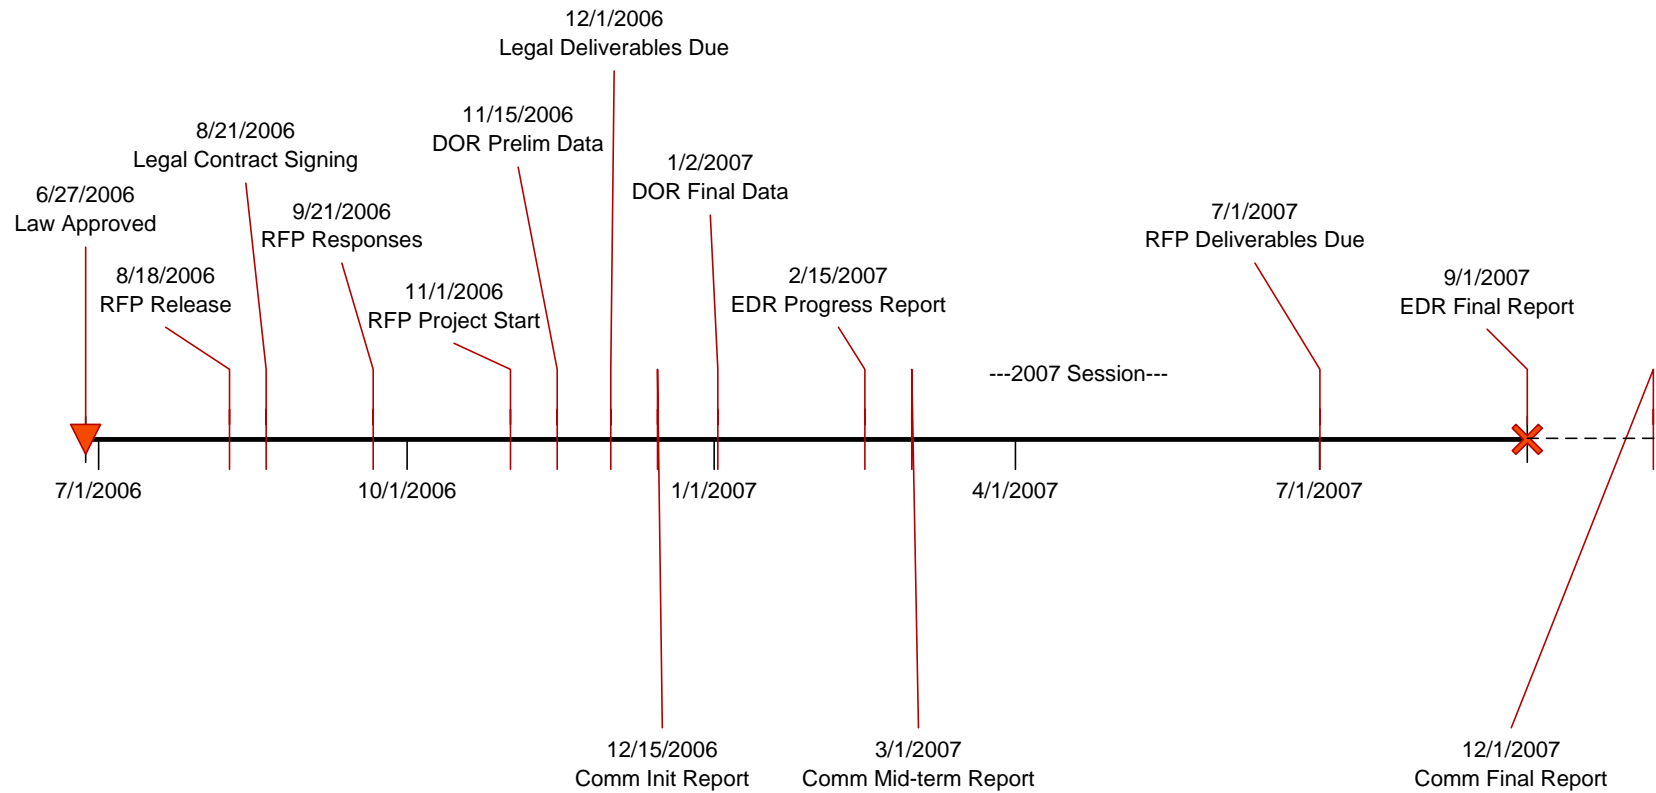 12/1/2006
Legal Deliverables Due
11/15/2006
DOR Prelim Data
8/21/2006
Legal Contract Signing
1/2/2007
DOR Final Data
6/27/2006
Law Approved
9/21/2006
RFP Responses
7/1/2007
RFP Deliverables Due
8/18/2006
RFP Release
11/1/2006
RFP Project Start
2/15/2007
EDR Progress Report
9/1/2007
EDR Final Report
---2007 Session---
7/1/2006
10/1/2006
1/1/2007
4/1/2007
7/1/2007
12/15/2006
Comm Init Report
3/1/2007
Comm Mid-term Report
12/1/2007
Comm Final Report